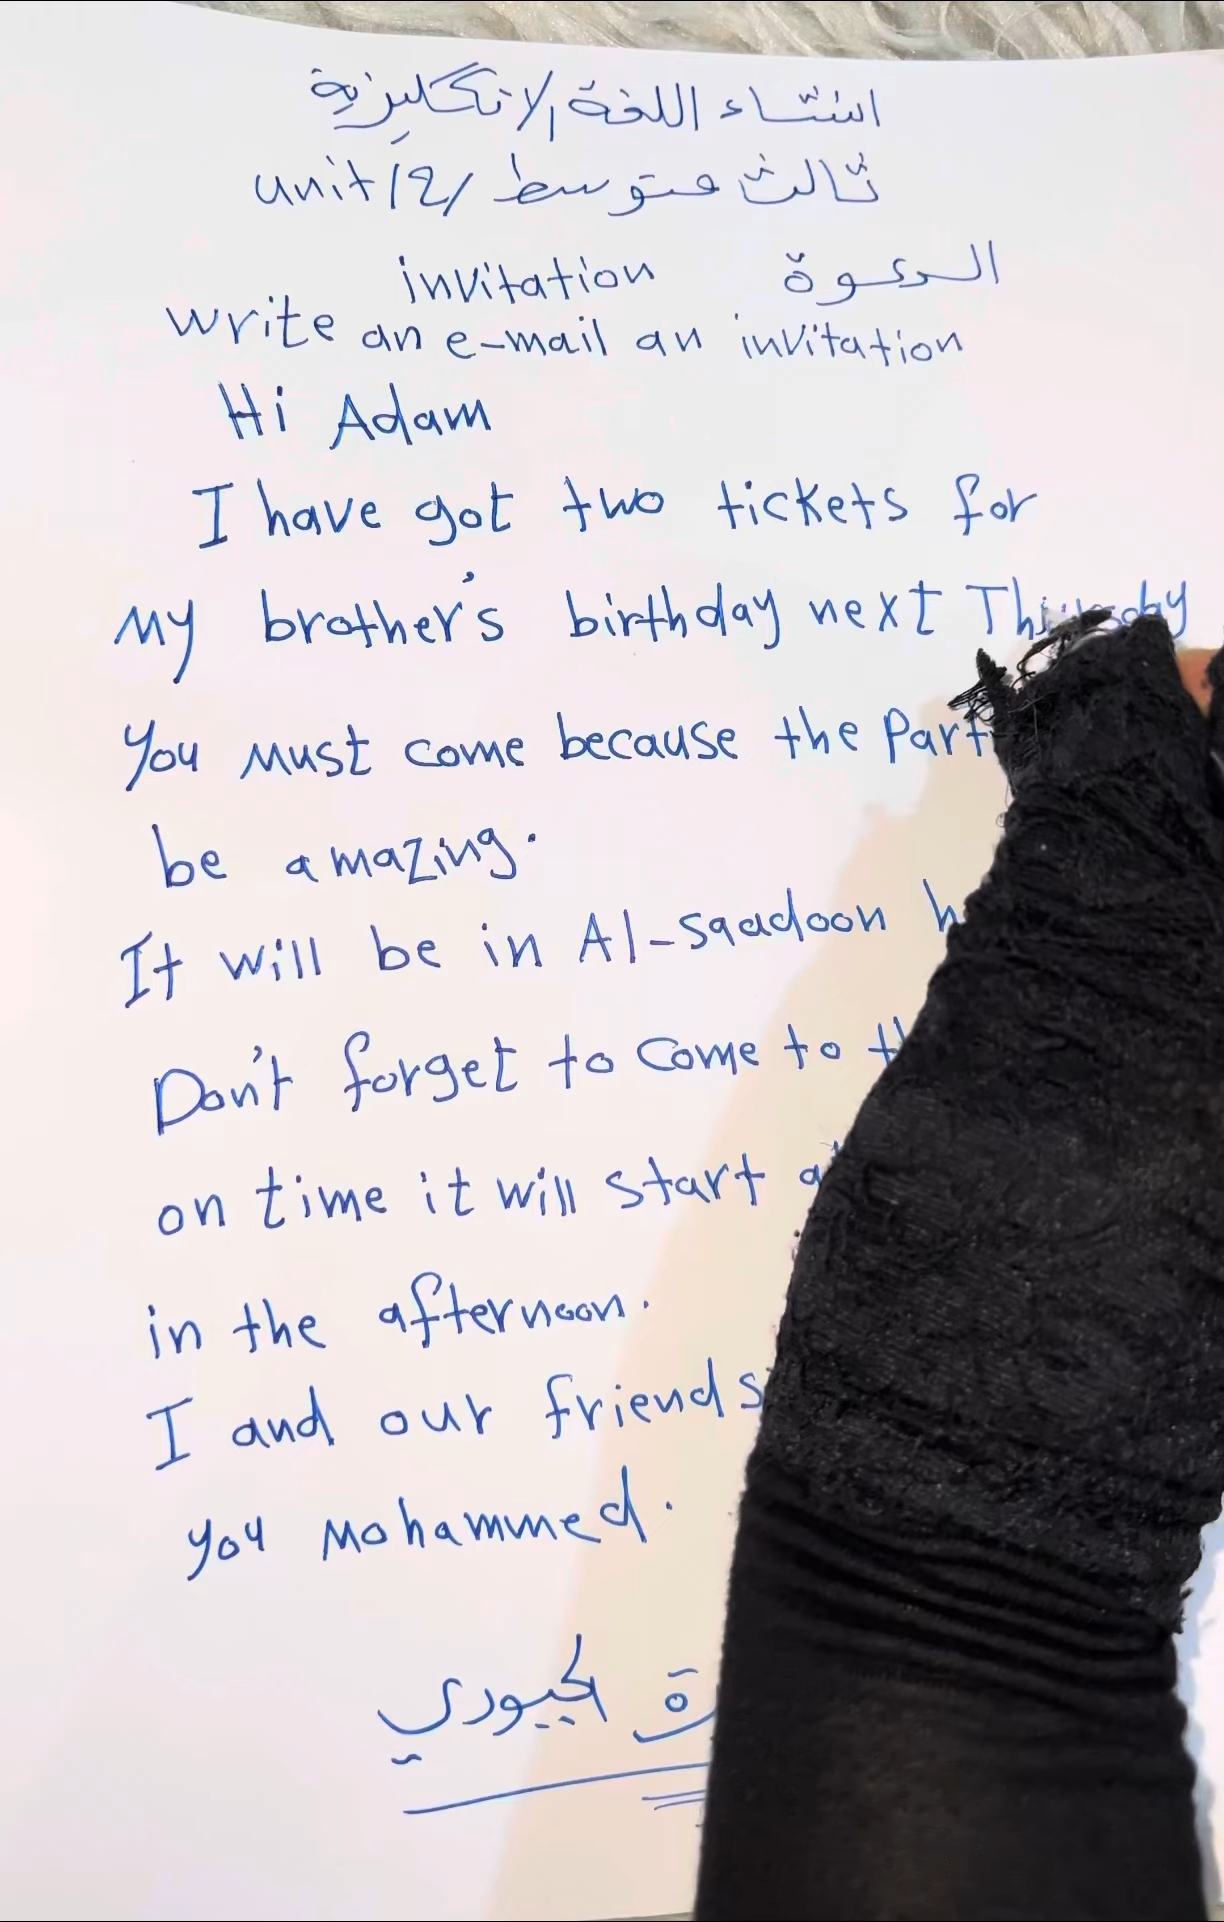 انشاء اللغة الانكليزية
ثالث متوسط /unit/2
invitation الدعوة
write an e-mail an invitation
Hi Adam
I have got two tickets for
my brother's birthday next Thursday
You must come because the
be amazing.
It will be in Al-saadoon
Don't forget to come to
on time it will start
in the afternoon.
I and our friends
you Mohammed.
الجبوري